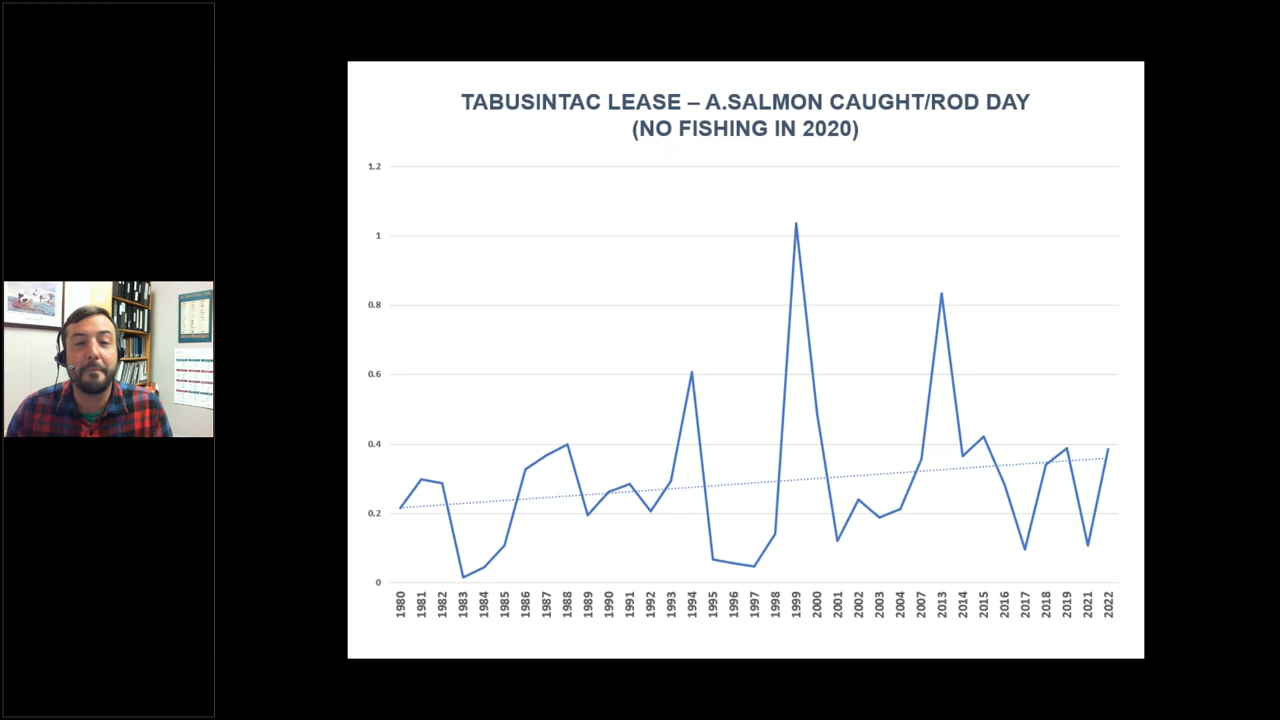 TABUSINTAC LEASE – A.SALMON CAUGHT/ROD DAY
(NO FISHING IN 2020)
1.2
1
0.8
0.6
0.4
0.2
0
1980 1981 1982 1983 1984 1985 1986 1987 1988 1989 1990 1991 1992 1993 1994 1995 1996 1997 1998 1999 2000 2001 2002 2003 2004 2007 2013 2014 2015 2016 2017 2018 2019 2021 2022